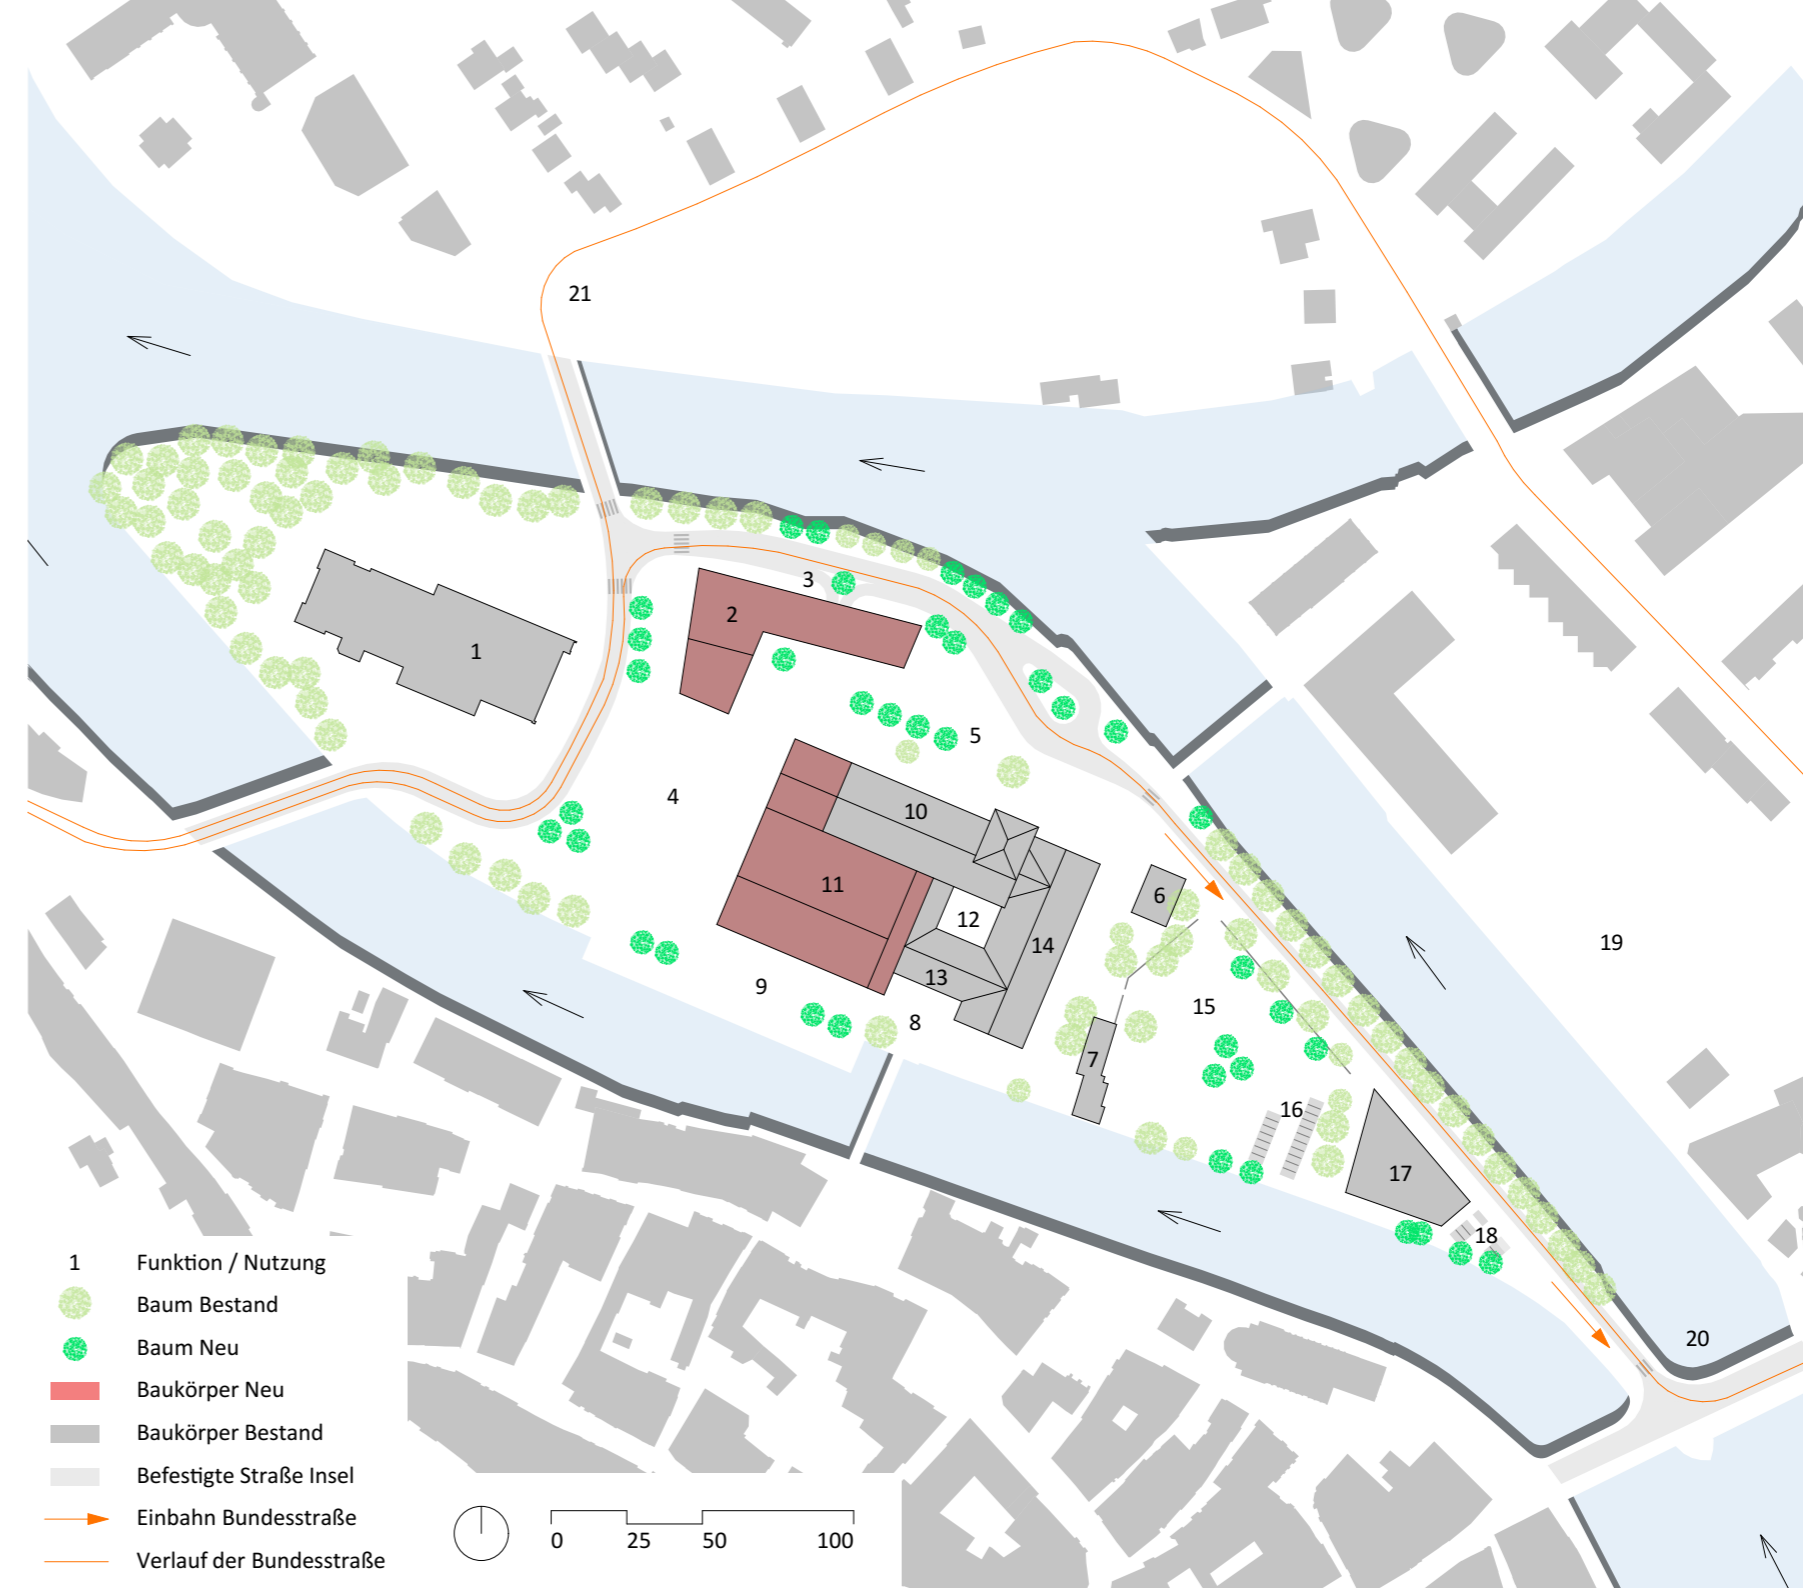 21
3
2
1
5
4
10
11
6
12
14
19
13
9
15
8
7
16
17
18
20
1 Funktion / Nutzung
Baum Bestand
Baum Neu
Baukörper Neu
Baukörper Bestand
Befestigte Straße Insel
Einbahn Bundesstraße
Verlauf der Bundesstraße
0 25 50 100